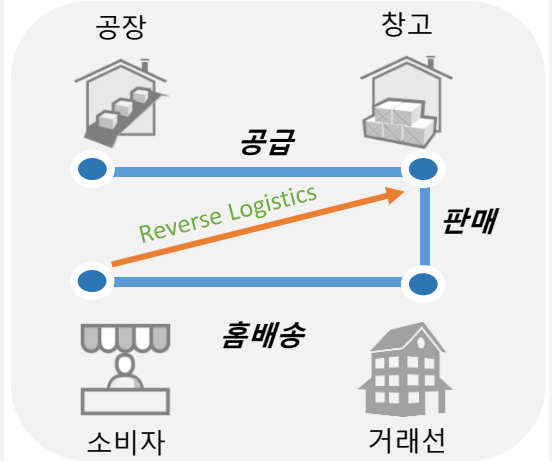 공장
창고
공급
Reverse Logistics
판매
홈배송
소비자
거래선